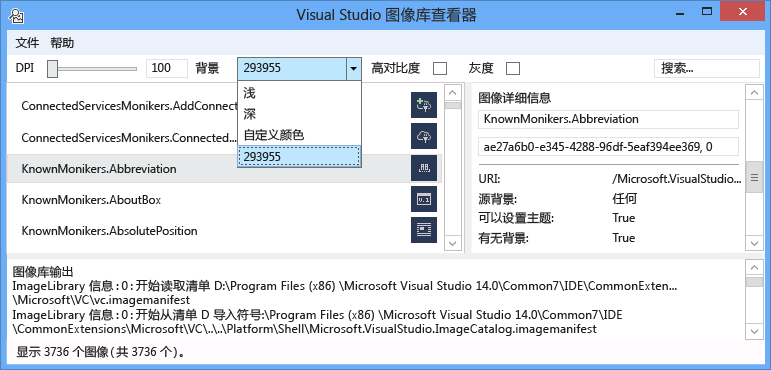 Visual Studio 图像库查看器
文件 帮助
DPI 100 背景 293955 高对比度 灰度 搜索...
浅
深
自定义颜色
293955
ConnectedServicesMonikers.AddConnect
ConnectedServicesMonikers.Connected...
KnownMonikers.Abbreviation
KnownMonikers.AboutBox
KnownMonikers.AbsolutePosition
图像详细信息
KnownMonikers.Abbreviation
ae27a6b0-e345-4288-96df-5eaf394ee369, 0
URI: /Microsoft.VisualStudio...
源背景: 任何
可以设置主题: True
有无背景: True
图像库输出
ImageLibrary 信息:0:开始读取清单 D:\Program Files (x86) \Microsoft Visual Studio 14.0\Common7\IDE\CommonExten...
\Microsoft\VC\vc.imagemanifest
ImageLibrary 信息:0:开始从清单 D 导入符号:\Program Files (x86) \Microsoft Visual Studio 14.0\Common7\IDE
\CommonExtensions\Microsoft\VC\..\..\Platform\Shell\Microsoft.VisualStudio.ImageCatalog.imagemanifest
显示 3736 个图像(共 3736 个)。